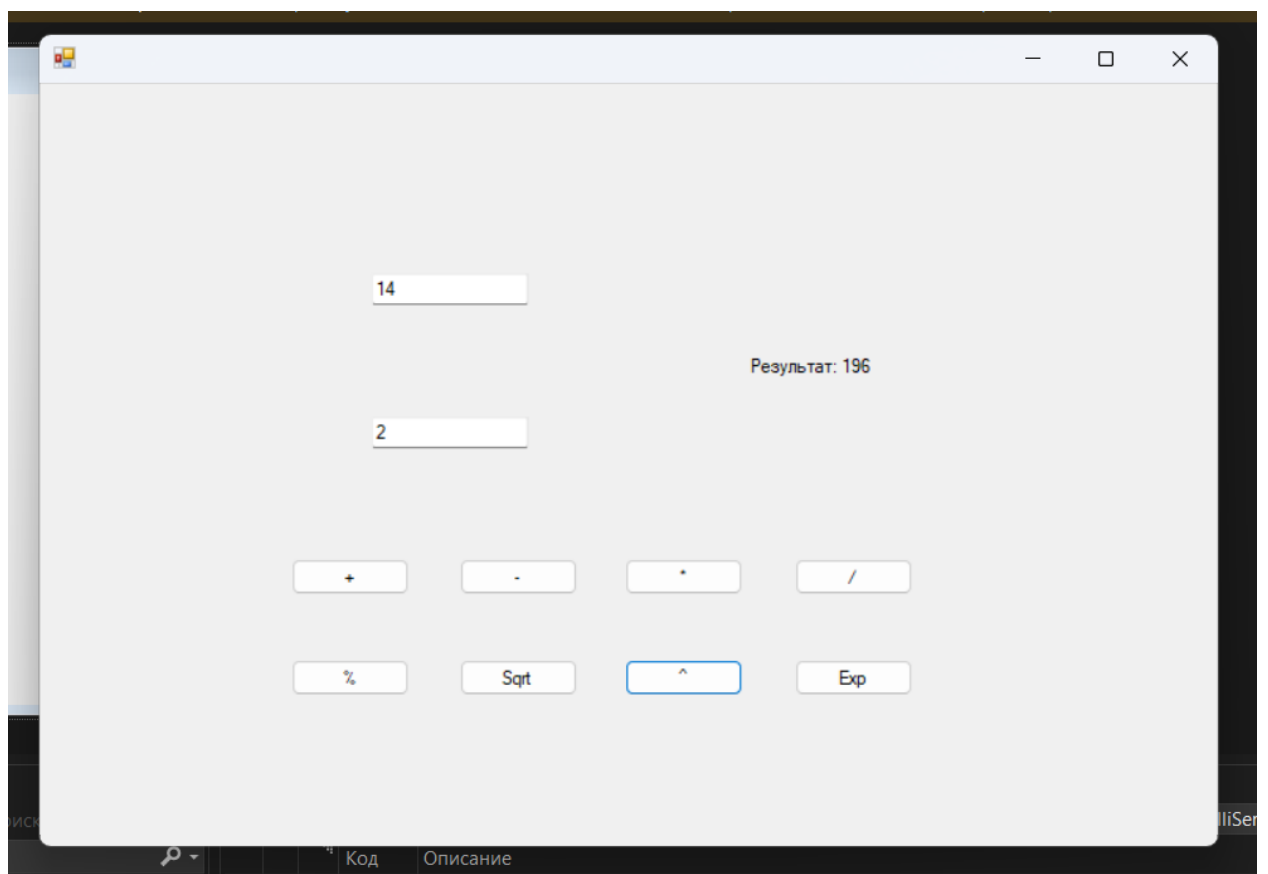 14
Результат: 196
2
+ - * /
% Sqrt ^ Exp
Код Описание